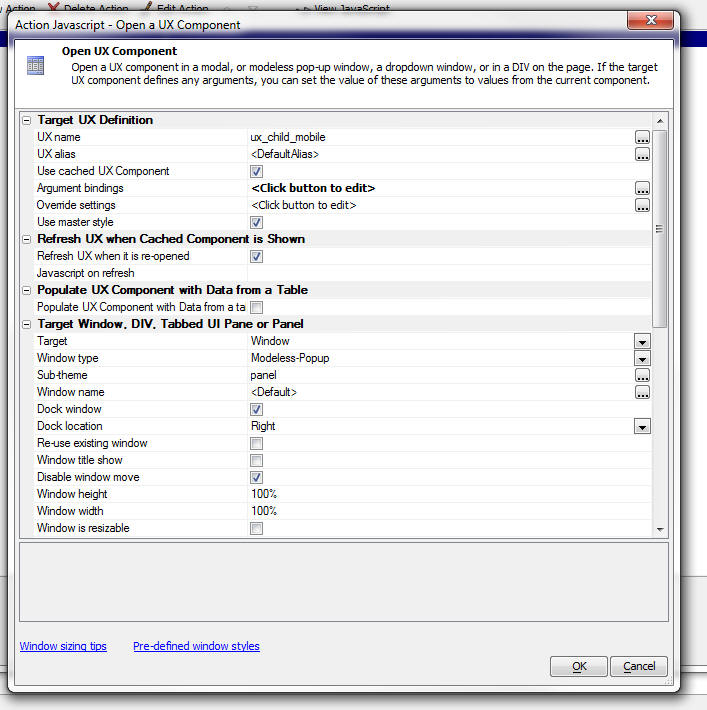 Action Delete Action Edit Action View JavaScript
Action Javascript - Open a UX Component
Open UX Component
Open a UX component in a modal, or modeless pop-up window, a dropdown window, or in a DIV on the page. If the target
UX component defines any arguments, you can set the value of these arguments to values from the current component.
Target UX Definition
UX name ux_child_mobile ...
UX alias <DefaultAlias> ...
Use cached UX Component
Argument bindings <Click button to edit> ...
Override settings <Click button to edit> ...
Use master style
Refresh UX when Cached Component is Shown
Refresh UX when it is re-opened
Javascript on refresh
Populate UX Component with Data from a Table
Populate UX Component with Data from a ta
Target Window, DIV, Tabbed UI Pane or Panel
Target Window
Window type Modeless-Popup
Sub-theme panel ...
Window name <Default> ...
Dock window
Dock location Right
Re-use existing window
Window title show
Disable window move
Window height 100%
Window width 100%
Window is resizable
Window sizing tips Pre-defined window styles
OK Cancel